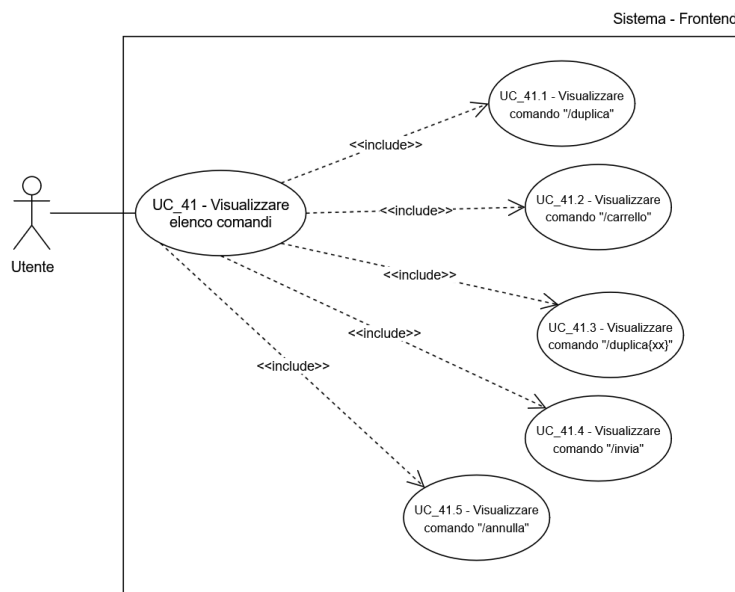 Sistema - Frontend
UC_41.1 - Visualizzare
comando "/duplica"
<<include>>
UC_41 - Visualizzare
elenco comandi
<<include>>
UC_41.2 - Visualizzare
comando "/carrello"
Utente
<<include>>
UC_41.3 - Visualizzare
comando "/duplica{xx}"
<<include>>
<<include>>
UC_41.4 - Visualizzare
comando "/invia"
UC_41.5 - Visualizzare
comando "/annulla"